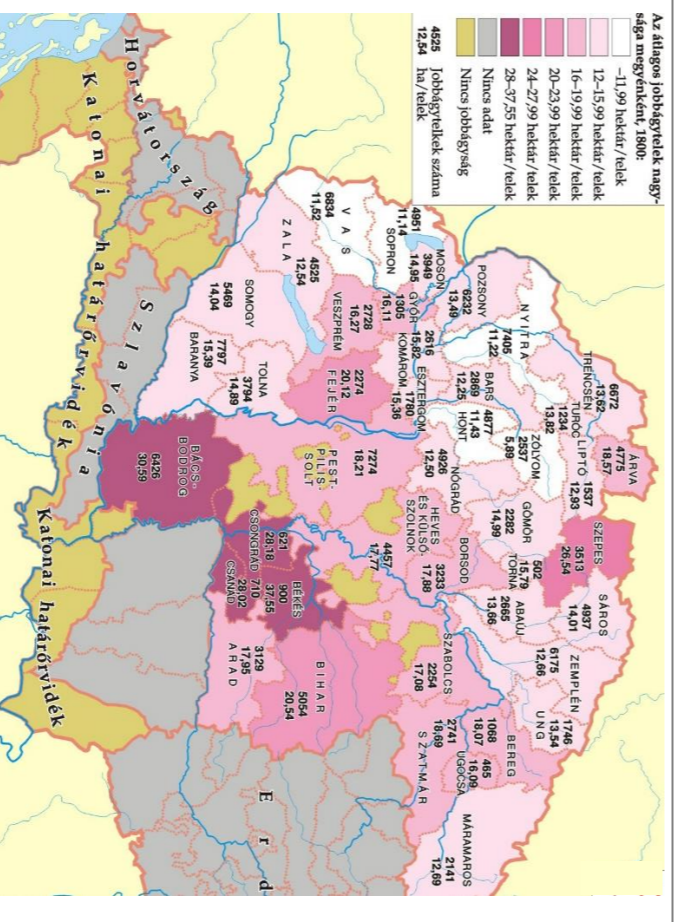 Az átlagos jobbágytelek nagy-
sága megyénként, 1800:
–11,99 hektár/telek
12–15,99 hektár/telek
16–19,99 hektár/telek
20–23,99 hektár/telek
24–27,99 hektár/telek
28–37,55 hektár/telek
Nincs adat
Nincs jobbágyság
4525
12,54
Jobbágytelkek száma
ha/telek
ÁRVA
4775
18,57
TRENCSÉN
6672
13,62
TURÓC
1234
13,82
LIPTÓ
1537
12,93
SZEPES
3513
26,54
SÁROS
4937
14,01
ZEMPLÉN
6175
12,66
UNG
1746
13,54
BEREG
1068
18,07
UGOCSA
465
16,09
MÁRAMAROS
2141
12,69
NYITRA
7405
11,22
POZSONY
6232
13,49
BARS
2869
12,25
ZÓLYOM
2537
5,89
HONT
4877
11,43
GÖMÖR
2282
14,99
TORNA
502
15,79
ABAÚJ
2665
13,86
BORSOD
NÓGRÁD
4926
12,50
HEVES
ÉS KÜLSŐ-
SZOLNOK
3233
17,88
4457
17,77
SZABOLCS
2254
17,08
SZATMÁR
2741
18,69
MOSON
3949
14,95
SOPRON
4951
11,14
GYŐR
1905
16,11
KOMÁROM
2616
15,82
ESZTERGOM
1760
15,36
VAS
6834
11,52
VESZPRÉM
2728
16,27
FEJÉR
2274
20,12
PEST-
PILIS-
SOLT
7274
18,21
ZALA
4525
12,54
SOMOGY
5469
14,04
TOLNA
3794
14,89
BARANYA
7797
15,39
BÁCS-
BODROG
6426
30,59
CSONGRÁD
621
28,18
BÉKÉS
900
37,55
CSANÁD
710
28,02
ARAD
3129
17,95
BIHAR
5054
20,54
Horvátország
Szlavónia
Katonai határőrvidék
Katonai határőrvidék
Erd